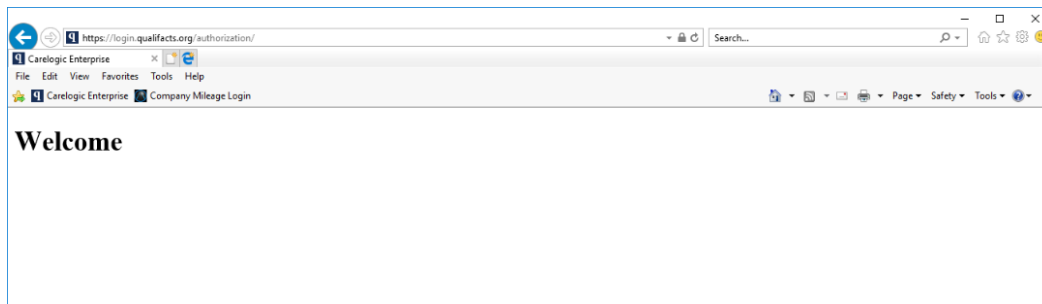 https://login.qualifacts.org/authorization/ Search...
Carelogic Enterprise
File Edit View Favorites Tools Help
Carelogic Enterprise Company Mileage Login Page Safety Tools
Welcome